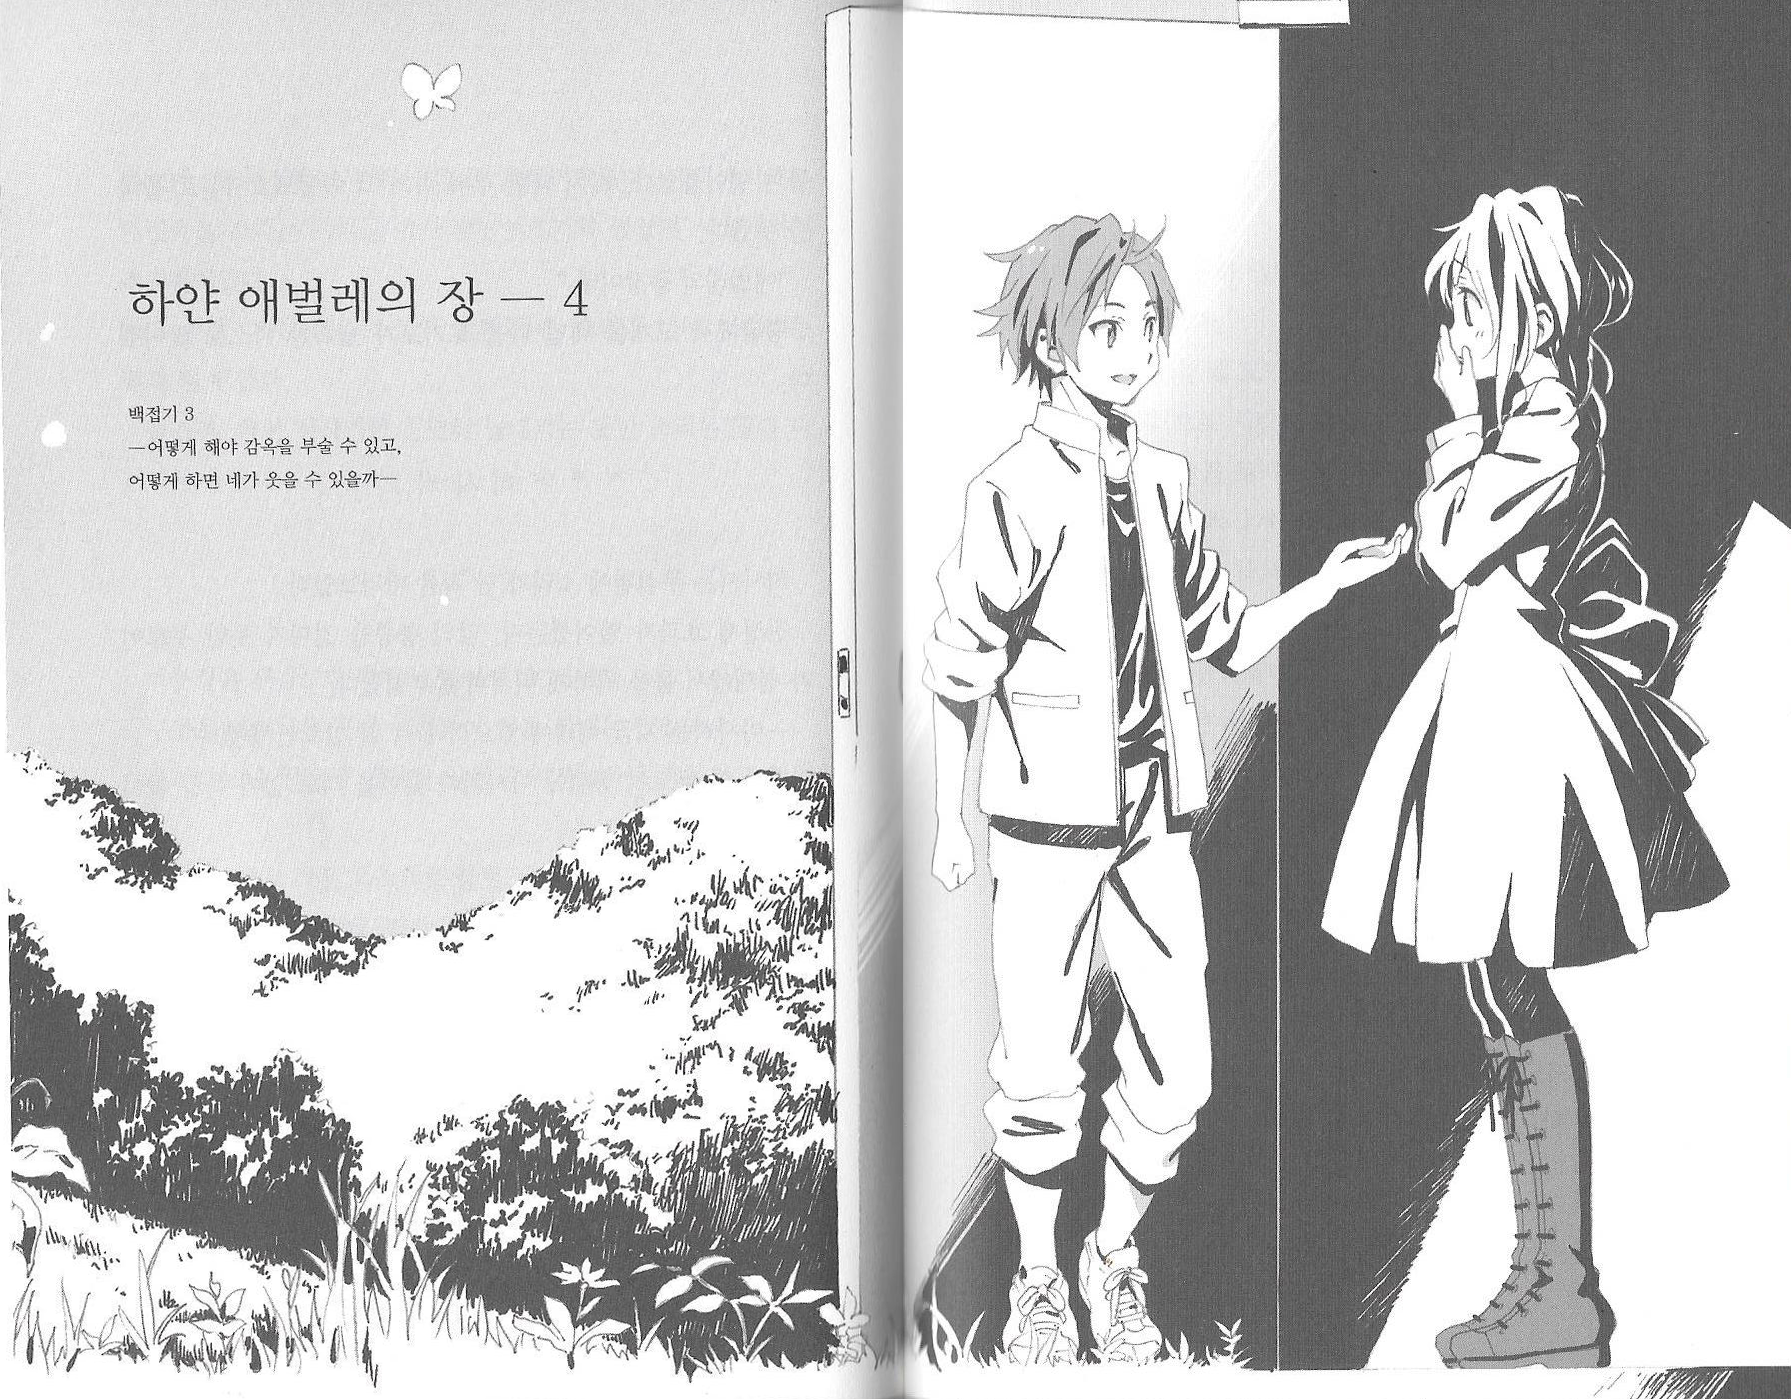 하얀 애벌레의 장 — 4
백접기 3
—어떻게 해야 감옥을 부술 수 있고,
어떻게 하면 네가 웃을 수 있을까—